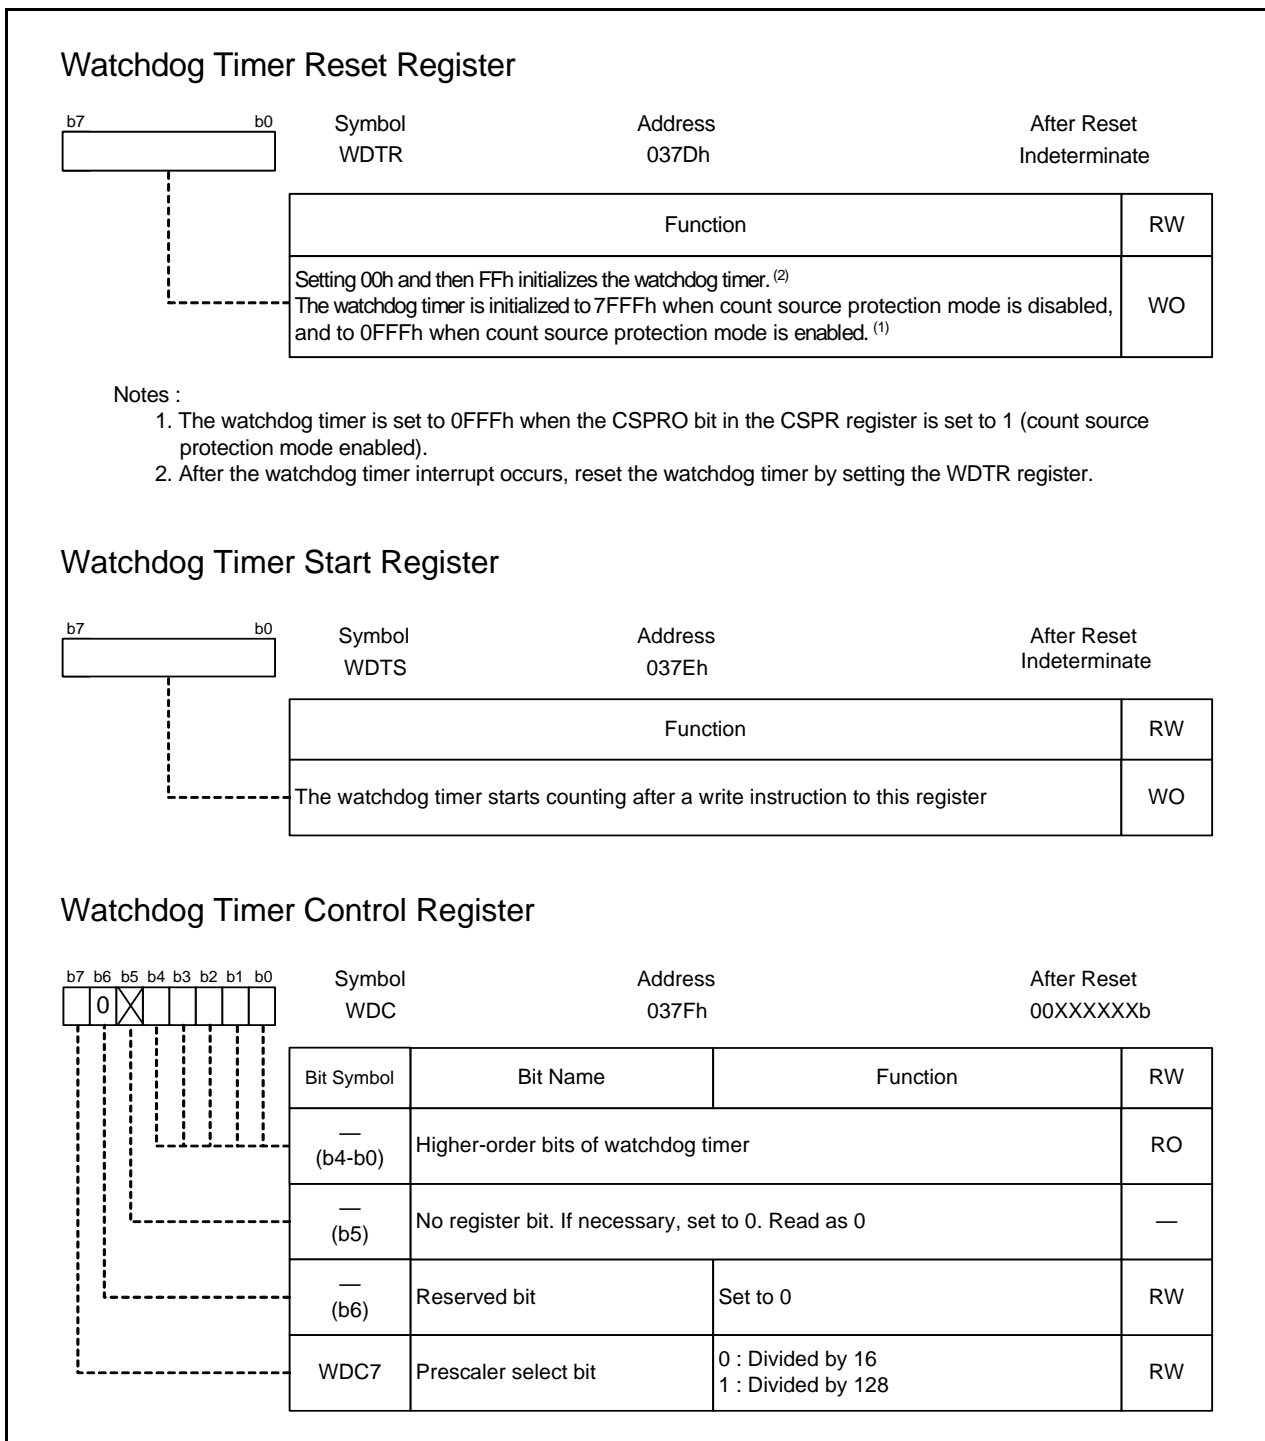 Watchdog Timer Reset Register
b7 b0 Symbol Address After Reset
WDTR 037Dh Indeterminate
Function RW
Setting 00h and then FFh initializes the watchdog timer. (2)
The watchdog timer is initialized to 7FFFh when count source protection mode is disabled, WO
and to 0FFFh when count source protection mode is enabled. (1)
Notes :
1. The watchdog timer is set to 0FFFh when the CSPRO bit in the CSPR register is set to 1 (count source
protection mode enabled).
2. After the watchdog timer interrupt occurs, reset the watchdog timer by setting the WDTR register.
Watchdog Timer Start Register
b7 b0 Symbol Address After Reset
WDTS 037Eh Indeterminate
Function RW
The watchdog timer starts counting after a write instruction to this register WO
Watchdog Timer Control Register
b7 b6 b5 b4 b3 b2 b1 b0 Symbol Address After Reset
0 WDC 037Fh 00XXXXXXb
Bit Symbol Bit Name Function RW
—
(b4-b0) Higher-order bits of watchdog timer RO
—
(b5) No register bit. If necessary, set to 0. Read as 0 —
—
(b6) Reserved bit Set to 0 RW
WDC7 Prescaler select bit 0 : Divided by 16 RW
1 : Divided by 128